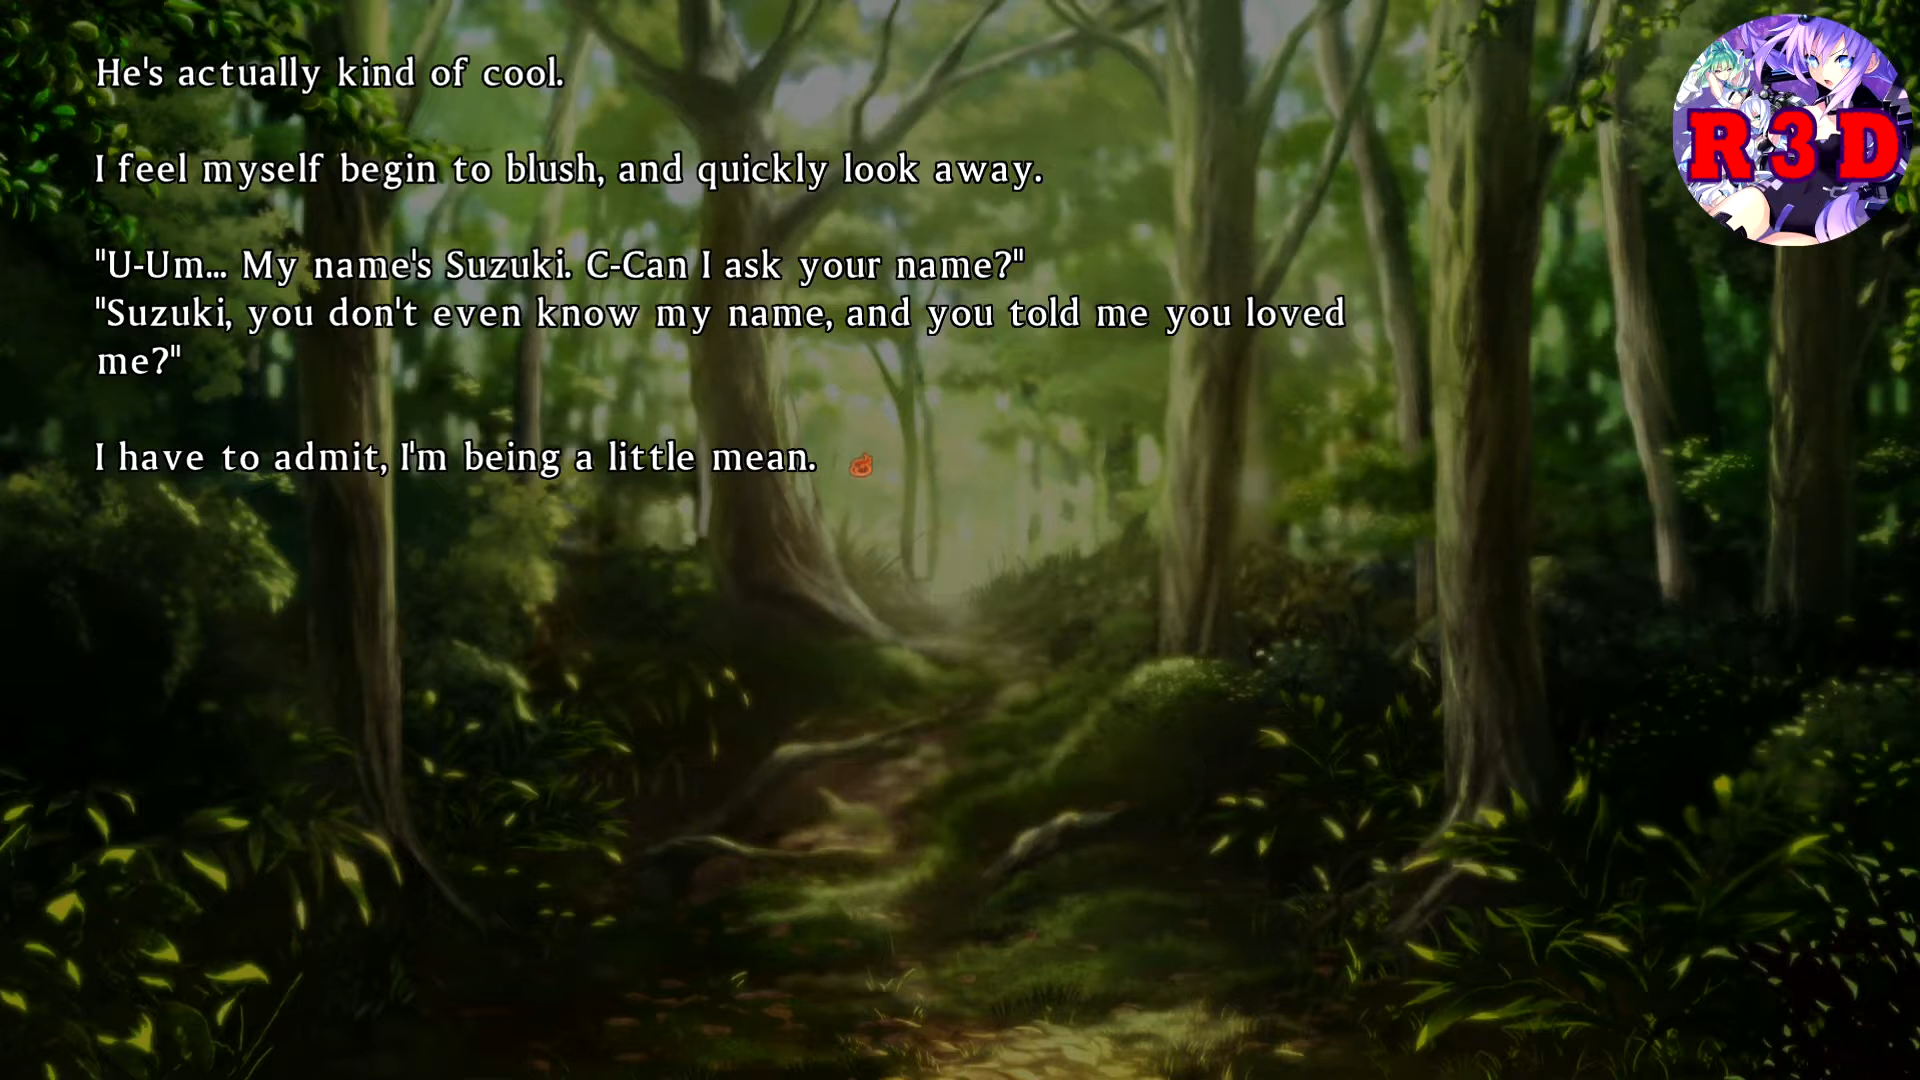 He's actually kind of cool.
I feel myself begin to blush, and quickly look away.
"U-Um... My name's Suzuki. C-Can I ask your name?"
"Suzuki, you don't even know my name, and you told me you loved
me?"
I have to admit, I'm being a little mean.
R3D